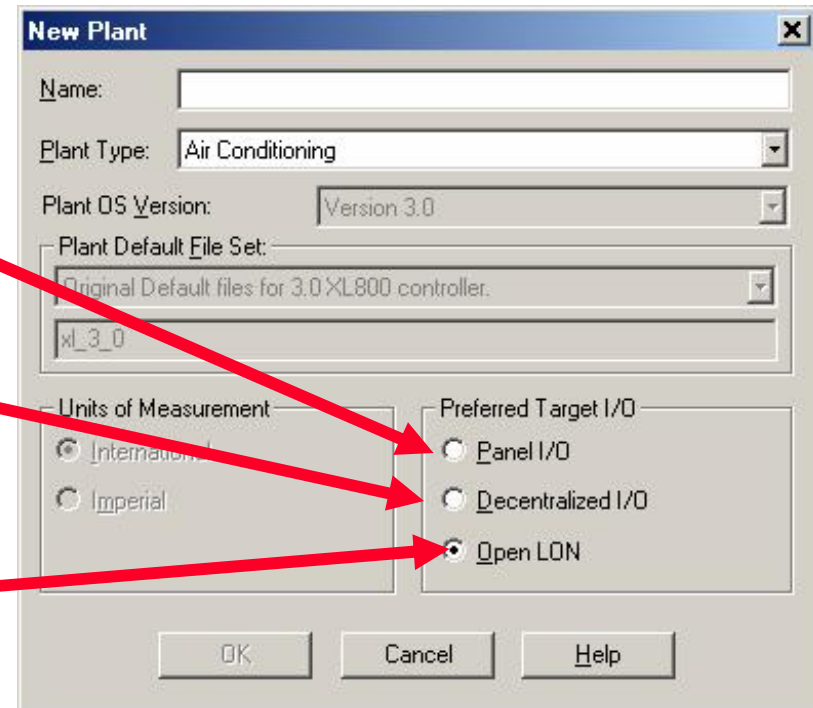 New Plant
Name:
Plant Type: Air Conditioning
Plant OS Version: Version 3.0
Plant Default File Set:
Original Default files for 3.0 XL800 controller.
xl_3_0
Units of Measurement
International
Imperial
Preferred Target I/O
Panel I/O
Decentralized I/O
Open LON
OK Cancel Help